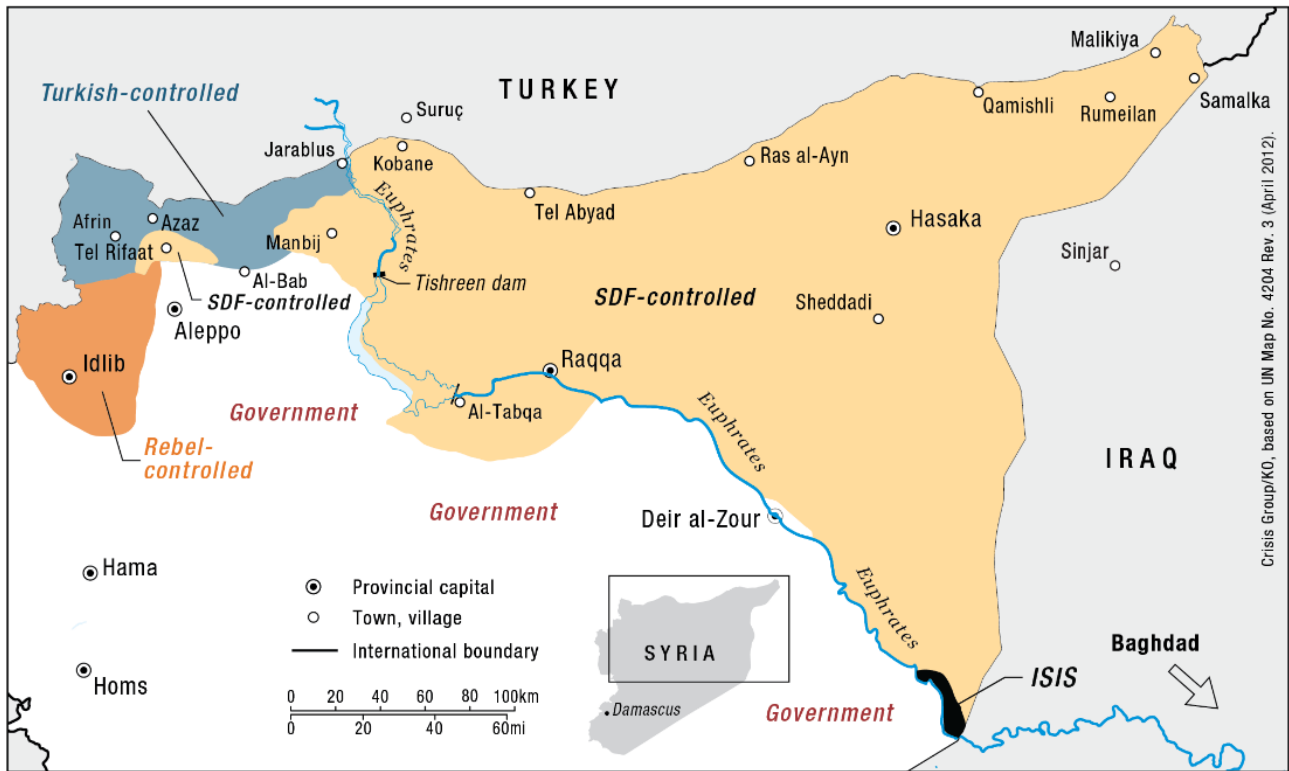 TURKEY
Turkish-controlled
Malikiya
Samalka
Qamishli
Rumeilan
Suruç
Kobane
Jarablus
Ras al-Ayn
Tel Abyad
Euphrates
Afrin
Azaz
Tel Rifaat
Manbij
Hasaka
Sinjar
Al-Bab
Tishreen dam
SDF-controlled
SDF-controlled
Sheddadi
Aleppo
Idlib
Raqqa
Al-Tabqa
Government
Euphrates
Rebel-
controlled
IRAQ
Government
Deir al-Zour
Hama
Provincial capital
Town, village
International boundary
Euphrates
SYRIA
Damascus
Homs
0 20 40 60 80 100km
0 20 40 60mi
Baghdad
ISIS
Government
Crisis Group/KO, based on UN Map No. 4204 Rev. 3 (April 2012).